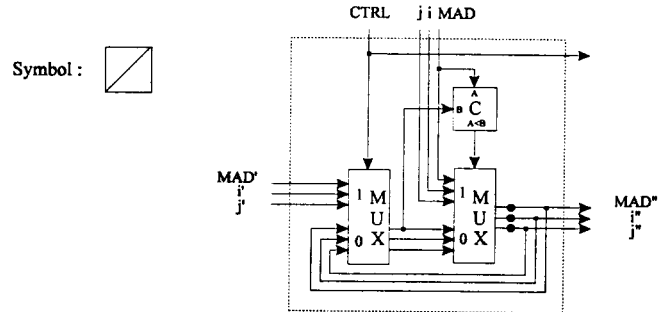 CTRL j i MAD
Symbol :
A
B C
A<B
MAD'
i'
j'
1 M
U
0 X
1 M
U
0 X
MAD"
i"
j"